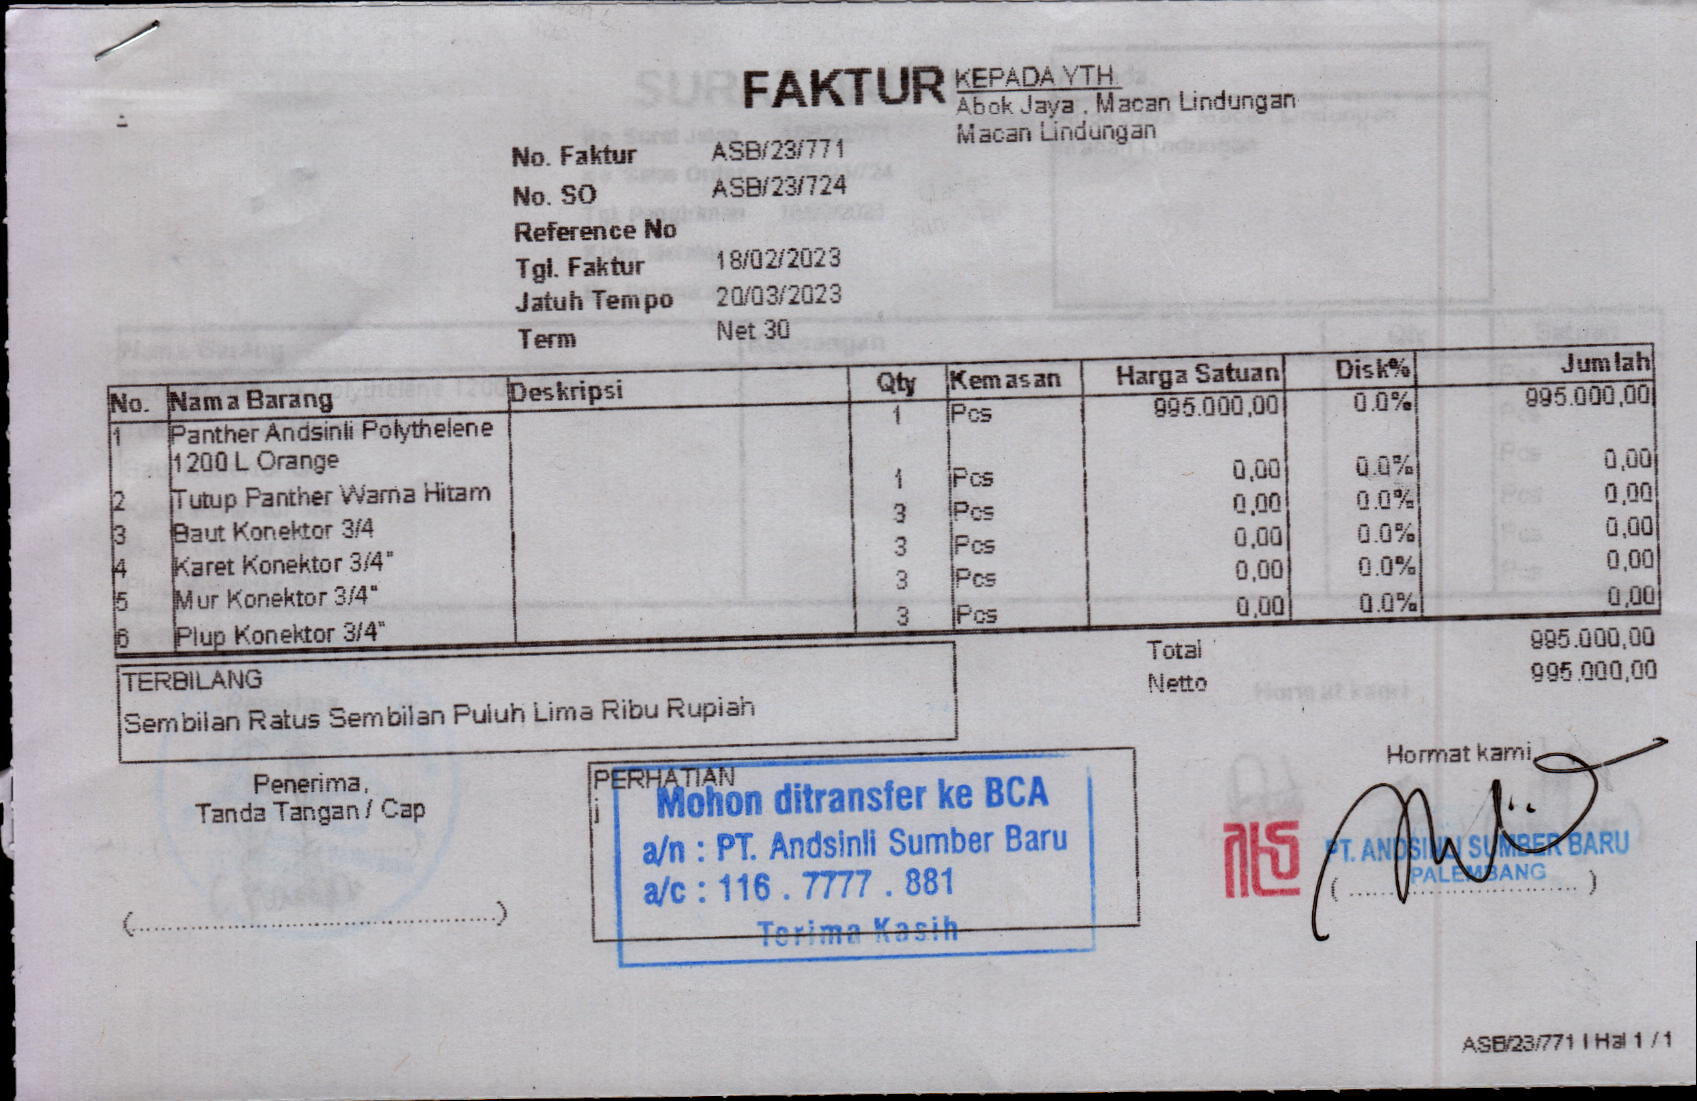 FAKTUR
KEPADA YTH
Abok Jaya . Macan Lindungan
Macan Lindungan
No. Faktur ASB/23/771
No. SO ASB/23/724
Reference No
Tgl. Faktur 18/02/2023
Jatuh Tempo 20/03/2023
Term Net 30
No. Nama Barang Deskripsi Qty Kemasan Harga Satuan Disk% Jumlah
1 Panther Andsinli Polythelene 1 Pcs 995.000,00 0.0% 995.000,00
1200 L Orange
2 Tutup Panther Warna Hitam 1 Pcs 0,00 0.0% 0,00
3 Baut Konektor 3/4 3 Pcs 0,00 0.0% 0,00
4 Karet Konektor 3/4" 3 Pcs 0,00 0.0% 0,00
5 Mur Konektor 3/4" 3 Pcs 0,00 0.0% 0,00
6 Plup Konektor 3/4" 3 Pcs 0,00 0.0% 0,00
Total 995.000,00
Netto 995.000,00
TERBILANG
Sembilan Ratus Sembilan Puluh Lima Ribu Rupiah
Penerima,
Tanda Tangan / Cap
(..........................................)
PERHATIAN
Mohon ditransfer ke BCA
a/n : PT. Andsinli Sumber Baru
a/c : 116 . 7777 . 881
Terima Kasih
Hormat kami
PT. ANDSINLI SUMBER BARU
PALEMBANG
(..............................)
ASB/23/771 I Hal 1 / 1